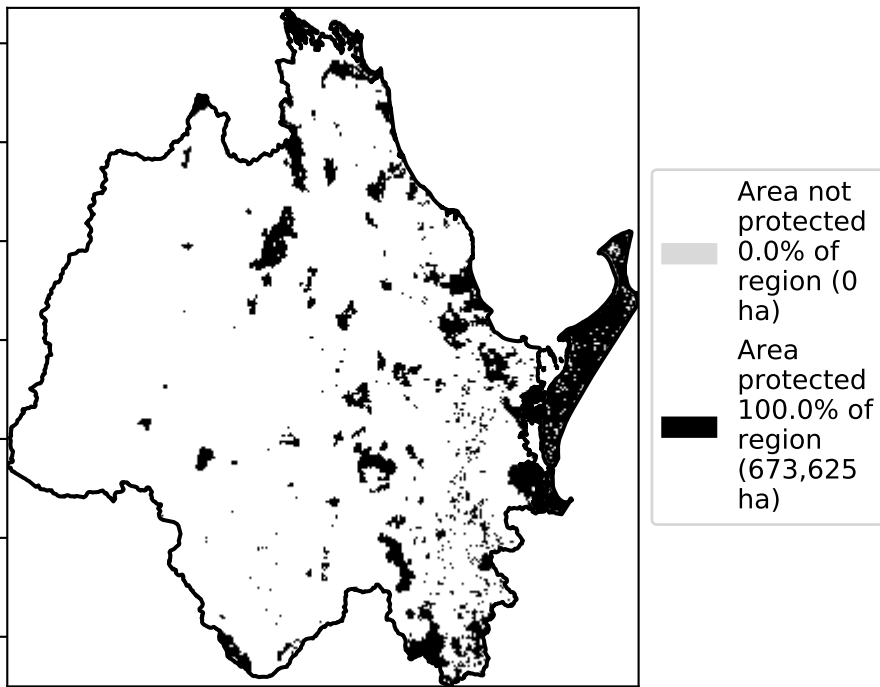 Area not
protected
0.0% of
region (0
ha)
Area
protected
100.0% of
region
(673,625
ha)